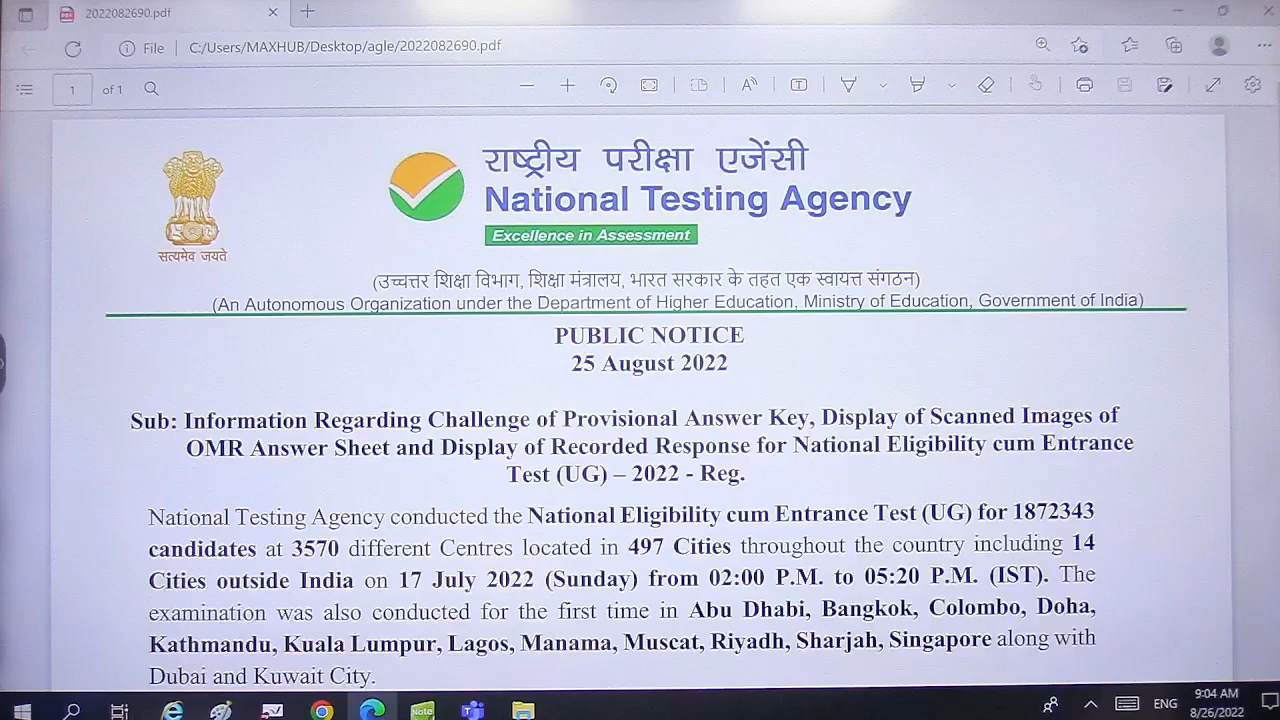 2022082690.pdf
File
C:/Users/MAXHUB/Desktop/agle/2022082690.pdf
1 of 1
राष्ट्रीय परीक्षा एजेंसी
National Testing Agency
Excellence in Assessment
सत्यमेव जयते
(उच्चत्तर शिक्षा विभाग, शिक्षा मंत्रालय, भारत सरकार के तहत एक स्वायत्त संगठन)
(An Autonomous Organization under the Department of Higher Education, Ministry of Education, Government of India)
PUBLIC NOTICE
25 August 2022
Sub: Information Regarding Challenge of Provisional Answer Key, Display of Scanned Images of
OMR Answer Sheet and Display of Recorded Response for National Eligibility cum Entrance
Test (UG) – 2022 - Reg.
National Testing Agency conducted the National Eligibility cum Entrance Test (UG) for 1872343
candidates at 3570 different Centres located in 497 Cities throughout the country including 14
Cities outside India on 17 July 2022 (Sunday) from 02:00 P.M. to 05:20 P.M. (IST). The
examination was also conducted for the first time in Abu Dhabi, Bangkok, Colombo, Doha,
Kathmandu, Kuala Lumpur, Lagos, Manama, Muscat, Riyadh, Sharjah, Singapore along with
Dubai and Kuwait City.
Note
ENG
9:04 AM
8/26/2022